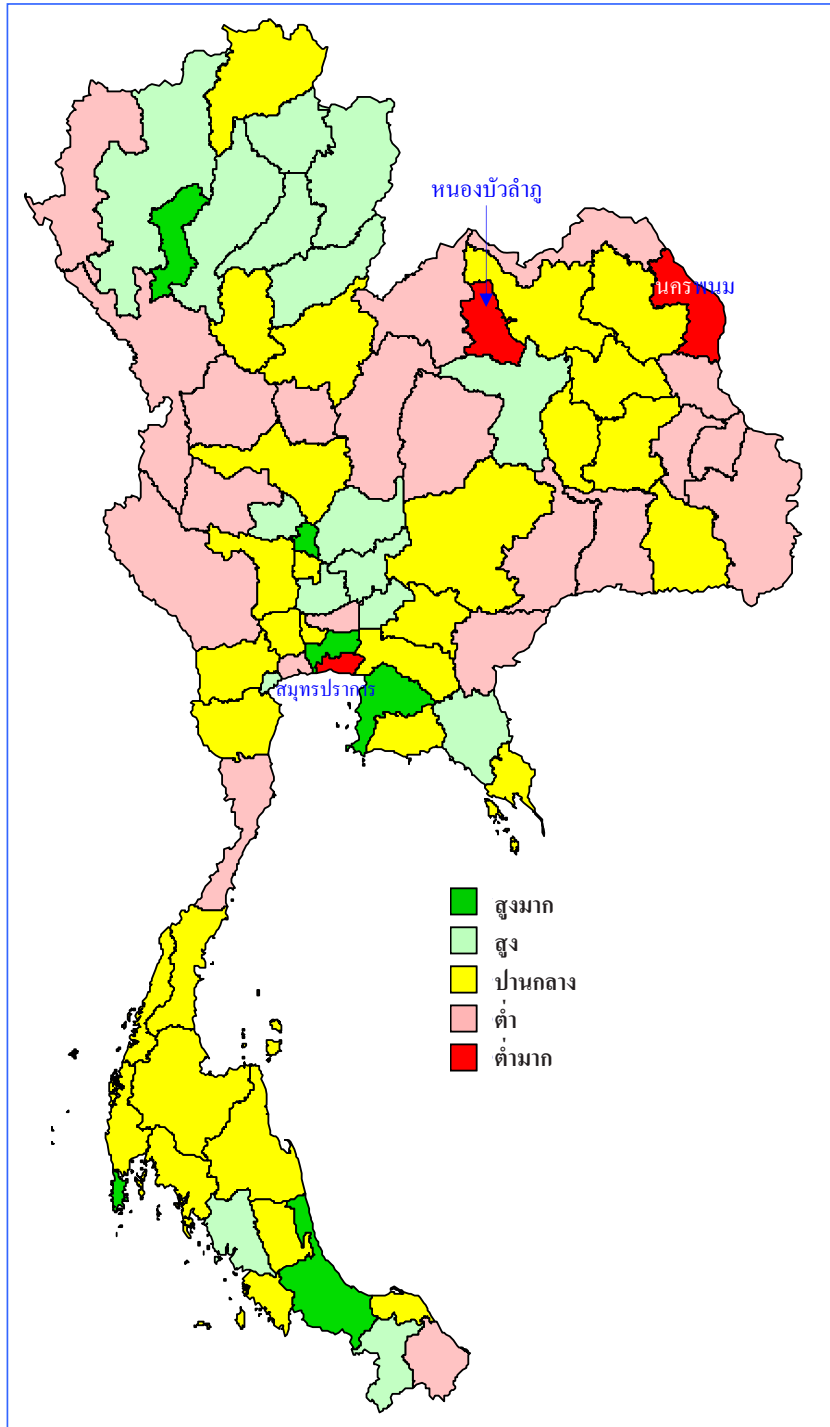 หนองบัวลำภู
นครพนม
สมุทรปราการ
สูงมาก
สูง
ปานกลาง
ต่ำ
ต่ำมาก